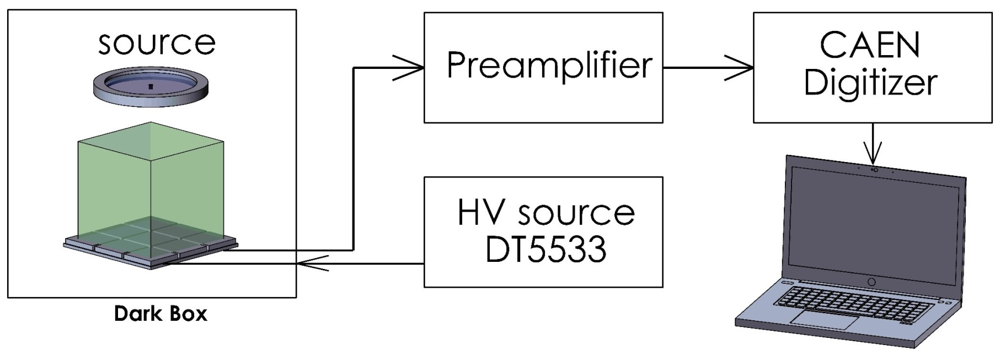 source
Dark Box
Preamplifier
HV source
DT5533
CAEN
Digitizer